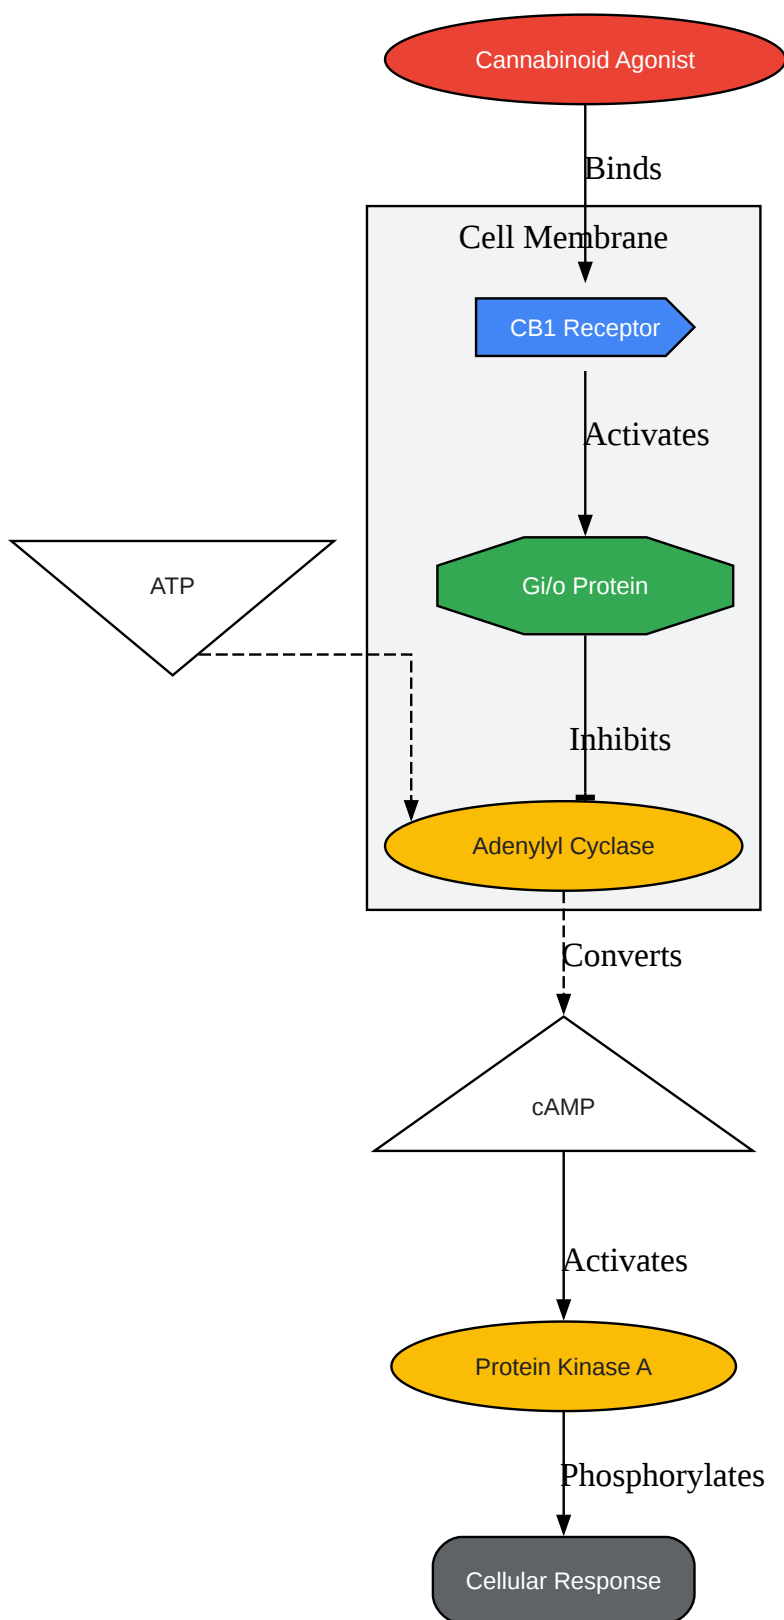 Cannabinoid Agonist
Binds
Cell Membrane
CB1 Receptor
Activates
Gi/o Protein
ATP
Inhibits
Adenylyl Cyclase
Converts
cAMP
Activates
Protein Kinase A
Phosphorylates
Cellular Response